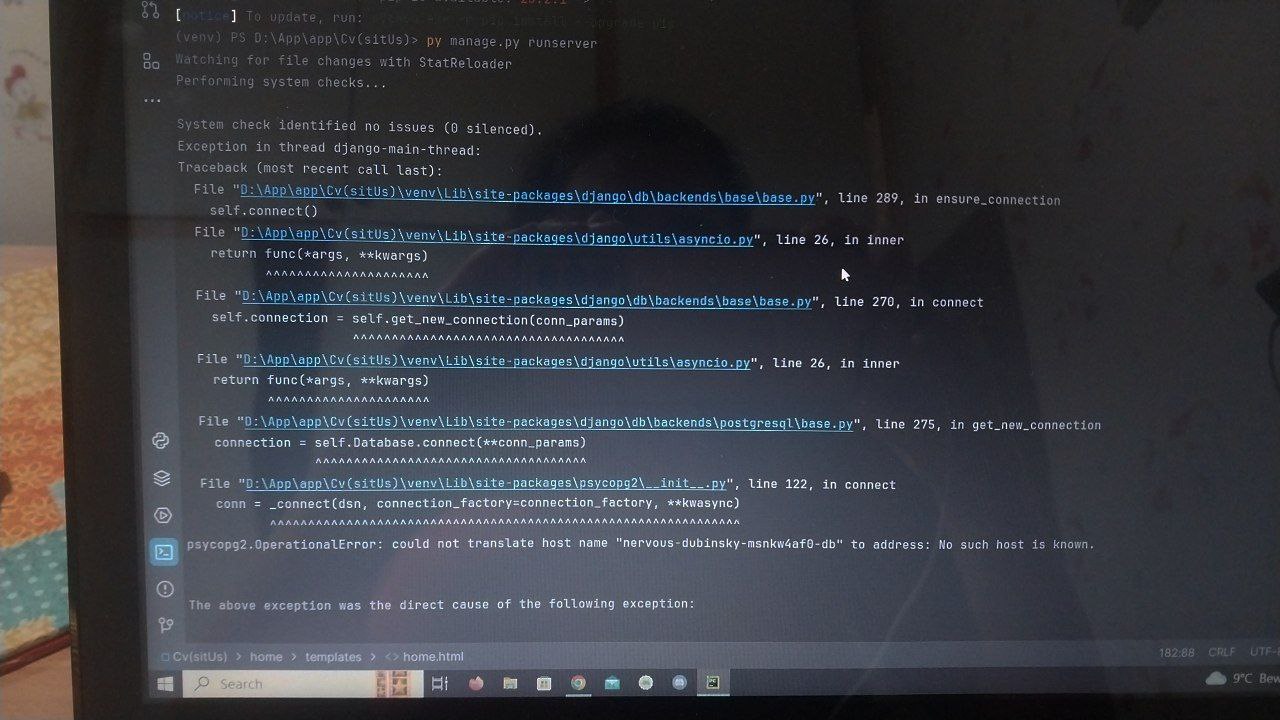 [notice] To update, run:
(venv) PS D:\App\app\Cv(sitUs)> py manage.py runserver
Watching for file changes with StatReloader
Performing system checks...
System check identified no issues (0 silenced).
Exception in thread django-main-thread:
Traceback (most recent call last):
File "D:\App\app\Cv(sitUs)\venv\Lib\site-packages\django\db\backends\base\base.py", line 289, in ensure_connection
self.connect()
File "D:\App\app\Cv(sitUs)\venv\Lib\site-packages\django\utils\asyncio.py", line 26, in inner
return func(*args, **kwargs)
^^^^^^^^^^^^^^^^^^^^^
File "D:\App\app\Cv(sitUs)\venv\Lib\site-packages\django\db\backends\base\base.py", line 270, in connect
self.connection = self.get_new_connection(conn_params)
^^^^^^^^^^^^^^^^^^^^^^^^^^^^^^^^^^^^
File "D:\App\app\Cv(sitUs)\venv\Lib\site-packages\django\utils\asyncio.py", line 26, in inner
return func(*args, **kwargs)
^^^^^^^^^^^^^^^^^^^^^
File "D:\App\app\Cv(sitUs)\venv\Lib\site-packages\django\db\backends\postgresql\base.py", line 275, in get_new_connection
connection = self.Database.connect(**conn_params)
^^^^^^^^^^^^^^^^^^^^^^^^^^^^^^^^^^^^
File "D:\App\app\Cv(sitUs)\venv\Lib\site-packages\psycopg2\__init__.py", line 122, in connect
conn = _connect(dsn, connection_factory=connection_factory, **kwasync)
^^^^^^^^^^^^^^^^^^^^^^^^^^^^^^^^^^^^^^^^^^^^^^^^^^^^^^^^^^^^^^
psycopg2.OperationalError: could not translate host name "nervous-dubinsky-msnkw4af0-db" to address: No such host is known.
The above exception was the direct cause of the following exception:
Cv(sitUs) > home > templates > <> home.html
182:88 CRLF UTF-8
Search
9°C